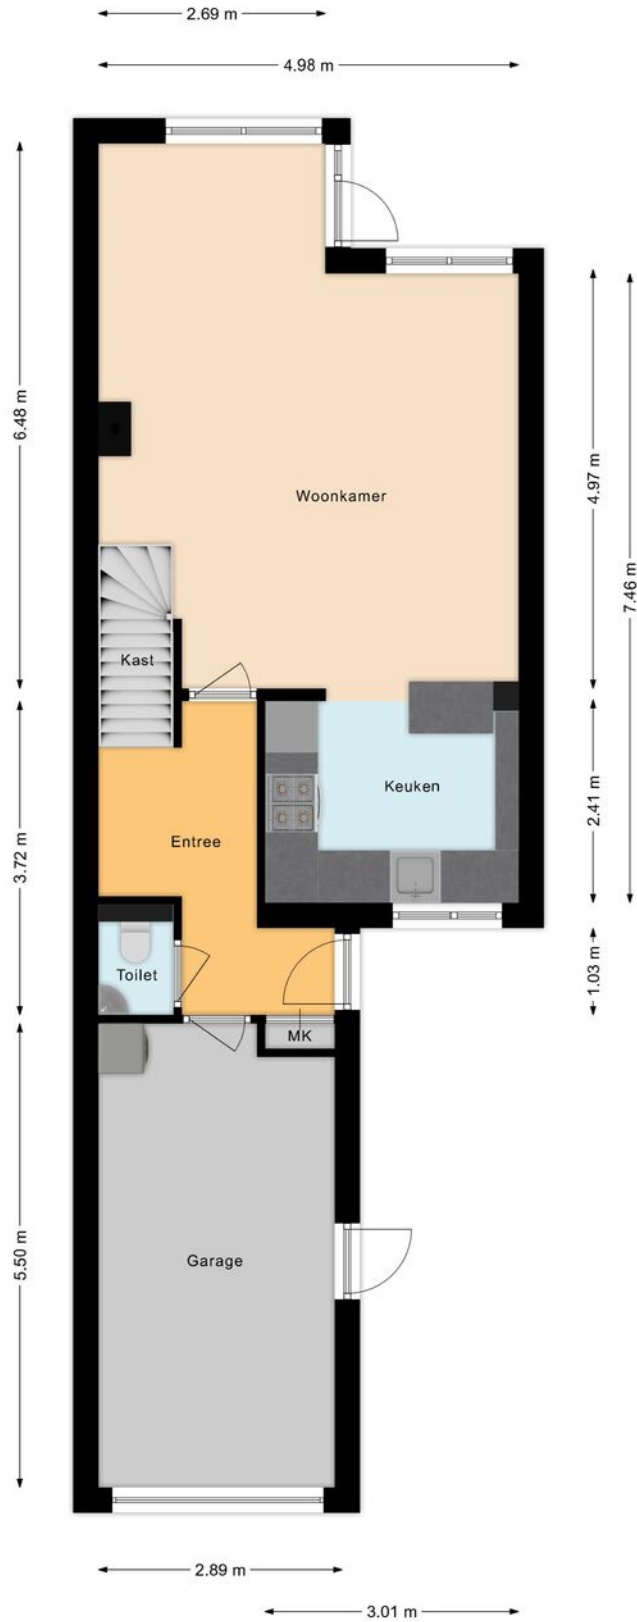 2.69 m
4.98 m
6.48 m
4.97 m
7.46 m
Woonkamer
Kast
Keuken
2.41 m
Entree
3.72 m
Toilet
1.03 m
MK
Garage
5.50 m
2.89 m
3.01 m